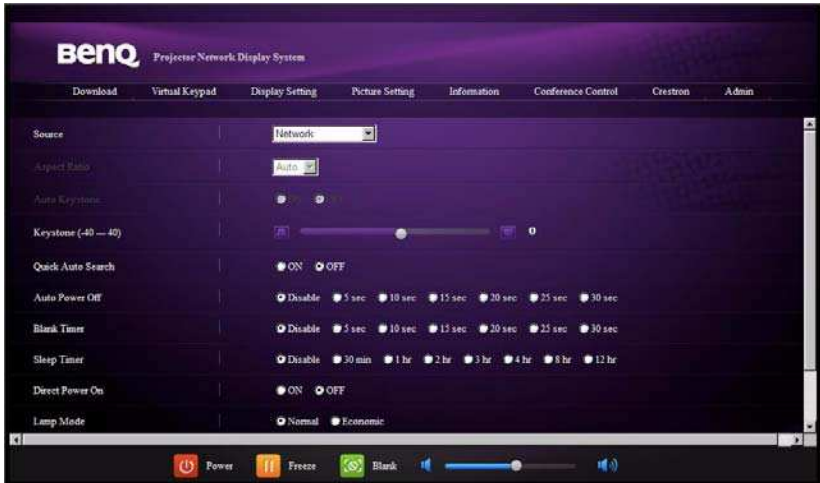 BenQ Projector Network Display System
Download Virtual Keypad Display Setting Picture Setting Information Conference Control Crestron Admin
Source Network
Aspect Ratio Auto
Auto Keystone
Keystone (-40 — 40) 0
Quick Auto Search ON OFF
Auto Power Off Disable 5 sec 10 sec 15 sec 20 sec 25 sec 30 sec
Blank Timer Disable 5 sec 10 sec 15 sec 20 sec 25 sec 30 sec
Sleep Timer Disable 30 min 1 hr 2 hr 3 hr 4 hr 8 hr 12 hr
Direct Power On ON OFF
Lamp Mode Normal Economic
Power Freeze Blank